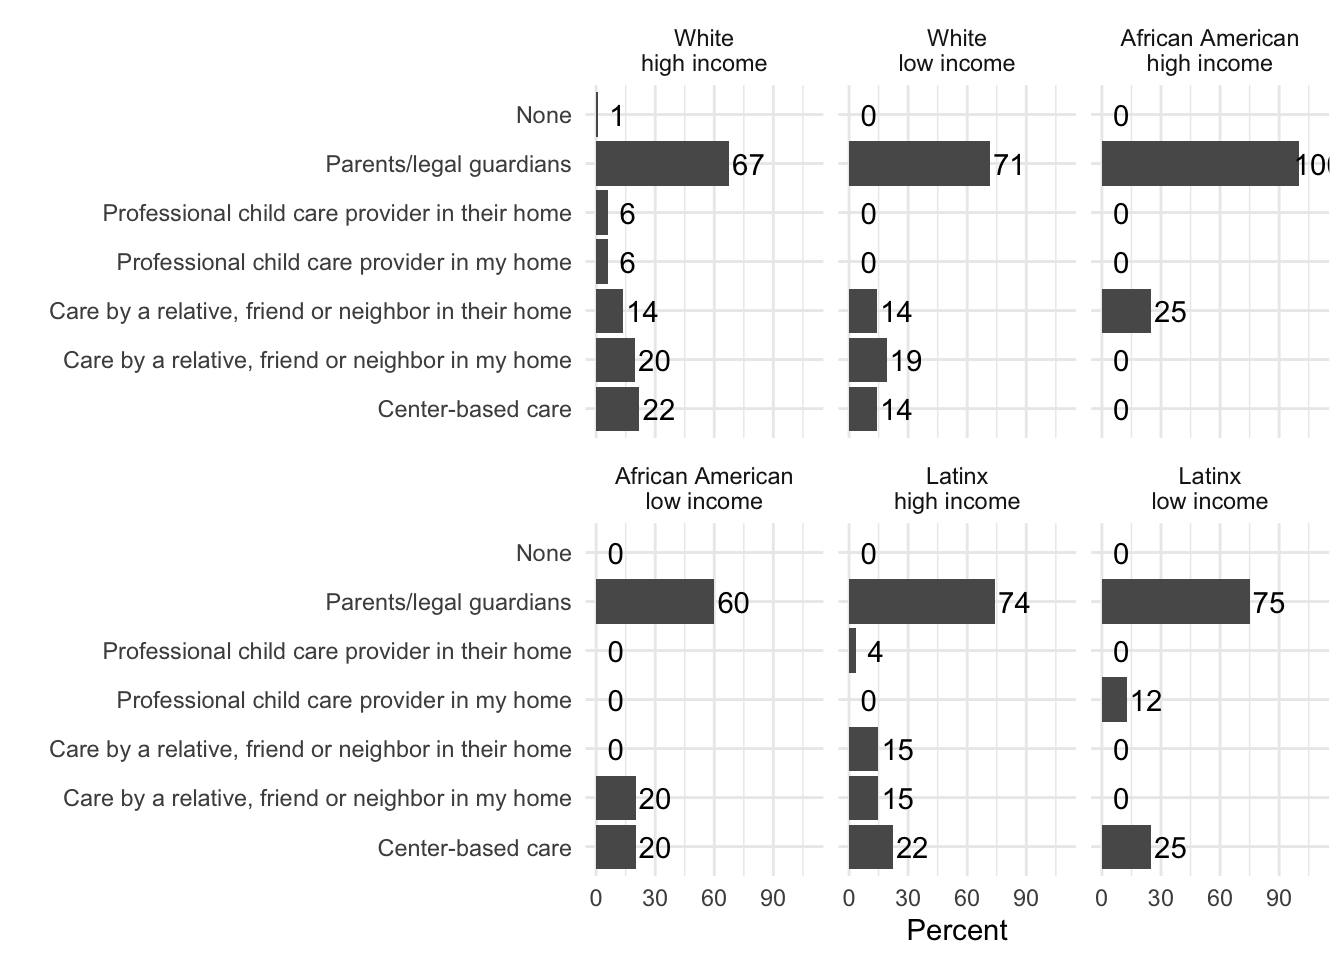 White
high income
White
low income
African American
high income
None 1 0 0
Parents/legal guardians 67 71 100
Professional child care provider in their home 6 0 0
Professional child care provider in my home 6 0 0
Care by a relative, friend or neighbor in their home 14 14 25
Care by a relative, friend or neighbor in my home 20 19 0
Center-based care 22 14 0
African American
low income
Latinx
high income
Latinx
low income
None 0 0 0
Parents/legal guardians 60 74 75
Professional child care provider in their home 0 4 0
Professional child care provider in my home 0 0 12
Care by a relative, friend or neighbor in their home 0 15 0
Care by a relative, friend or neighbor in my home 20 15 0
Center-based care 20 22 25
0 30 60 90 0 30 60 90 0 30 60 90
Percent